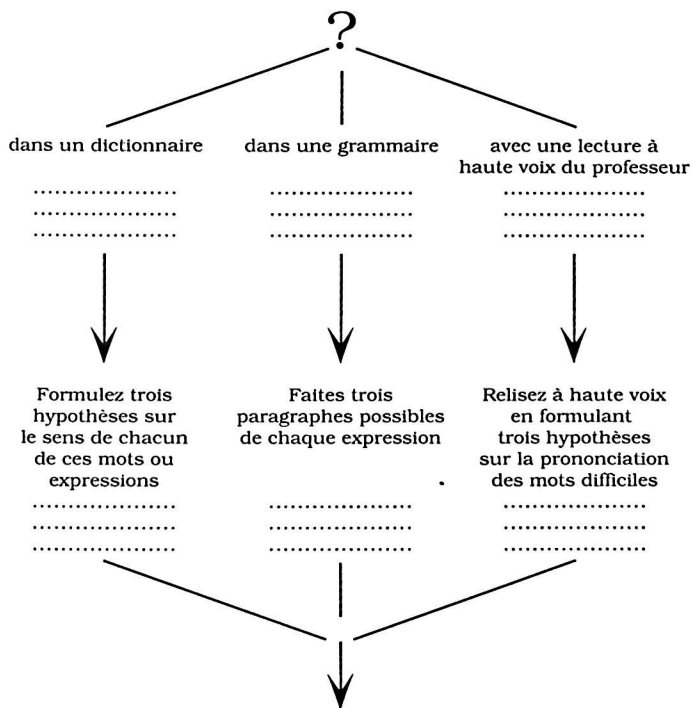 ?
dans un dictionnaire
dans une grammaire
avec une lecture à
haute voix du professeur
....................
....................
....................
....................
....................
....................
....................
....................
....................
Formulez trois
hypothèses sur
le sens de chacun
de ces mots ou
expressions
Faites trois
paragraphes possibles
de chaque expression
Relisez à haute voix
en formulant
trois hypothèses
sur la prononciation
des mots difficiles
....................
....................
....................
....................
....................
....................
....................
....................
....................